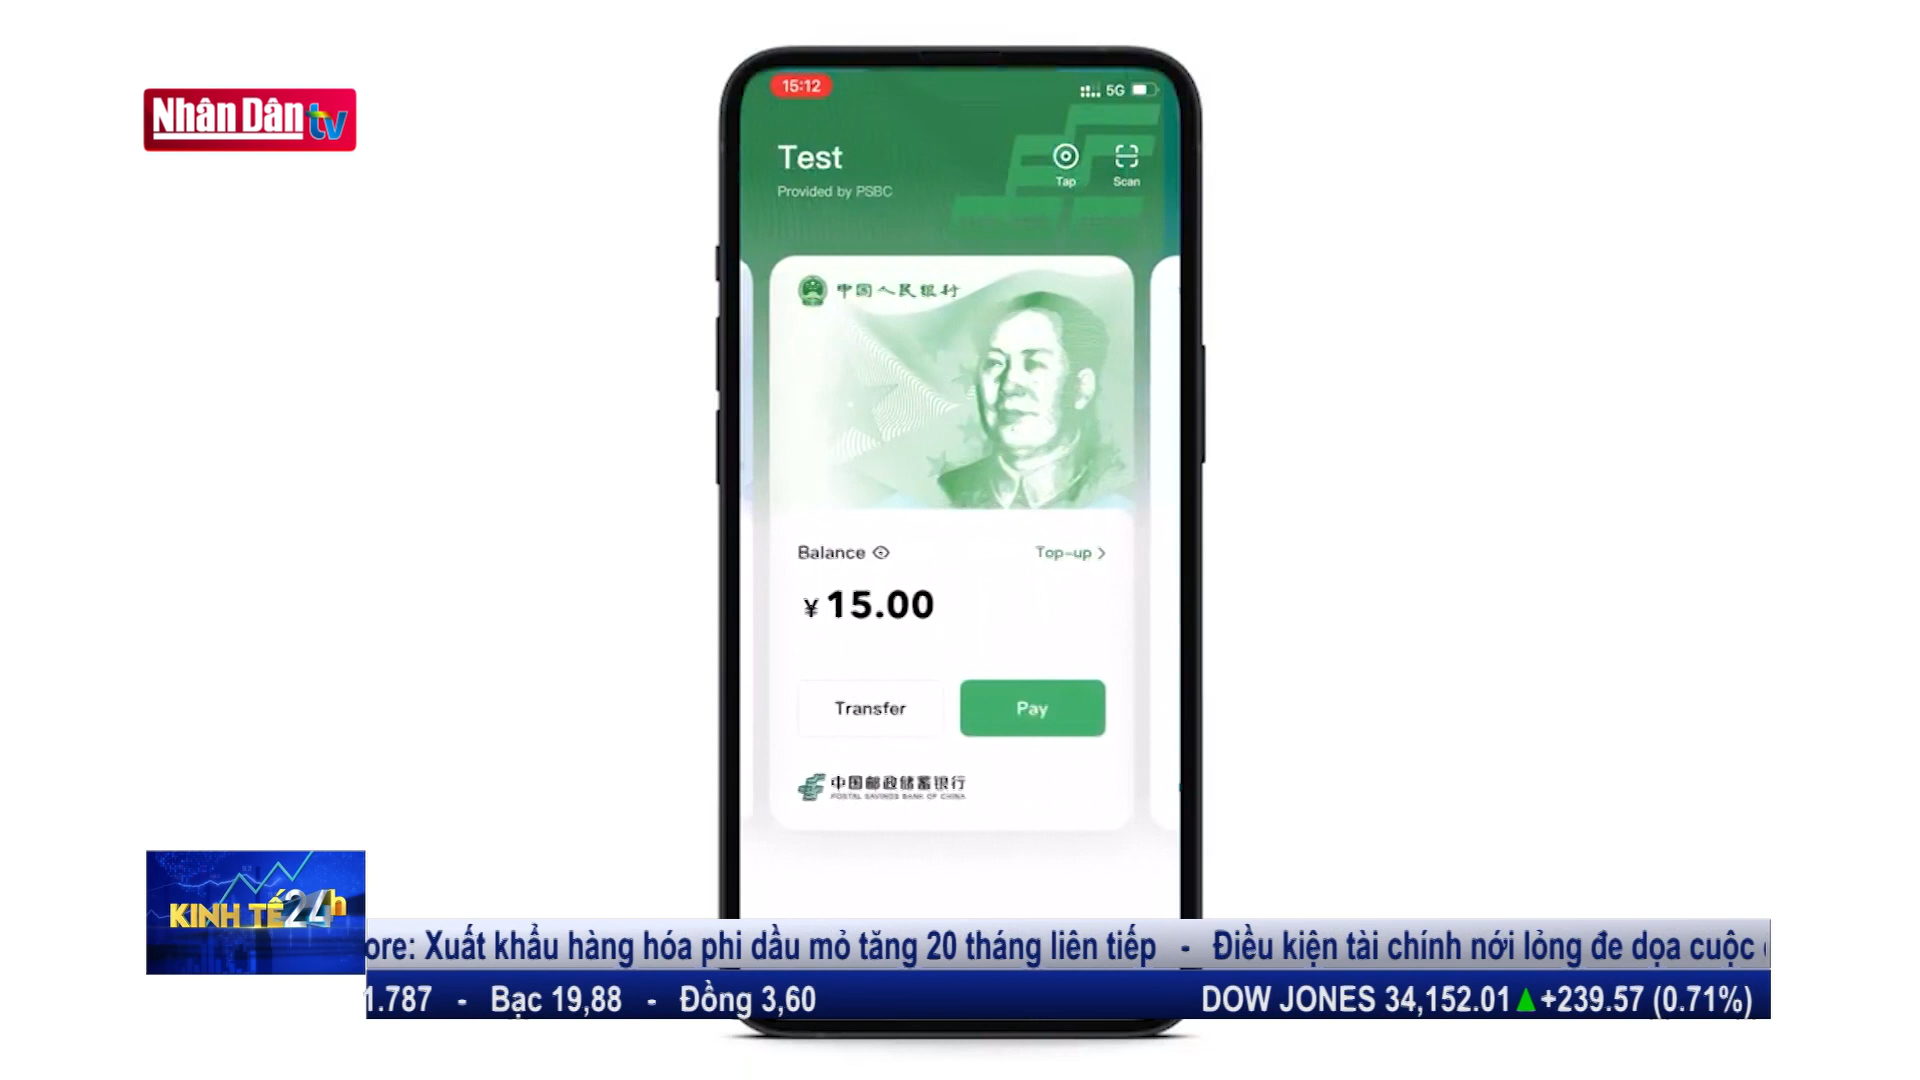 Nhân Dân tv
15:12
5G
Test
Provided by PSBC
Tap
Scan
中国人民银行
Balance
Top-up >
¥ 15.00
Transfer
Pay
中国邮政储蓄银行
POSTAL SAVINGS BANK OF CHINA
KINH TẾ 24h
ore: Xuất khẩu hàng hóa phi dầu mỏ tăng 20 tháng liên tiếp - Điều kiện tài chính nới lỏng đe dọa cuộc
1.787 - Bạc 19,88 - Đồng 3,60
DOW JONES 34,152.01▲+239.57 (0.71%)